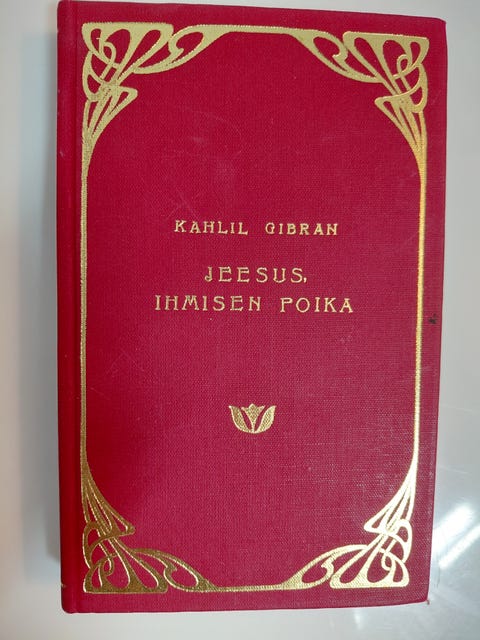 KAHLIL GIBRAN
JEESUS,
IHMISEN POIKA